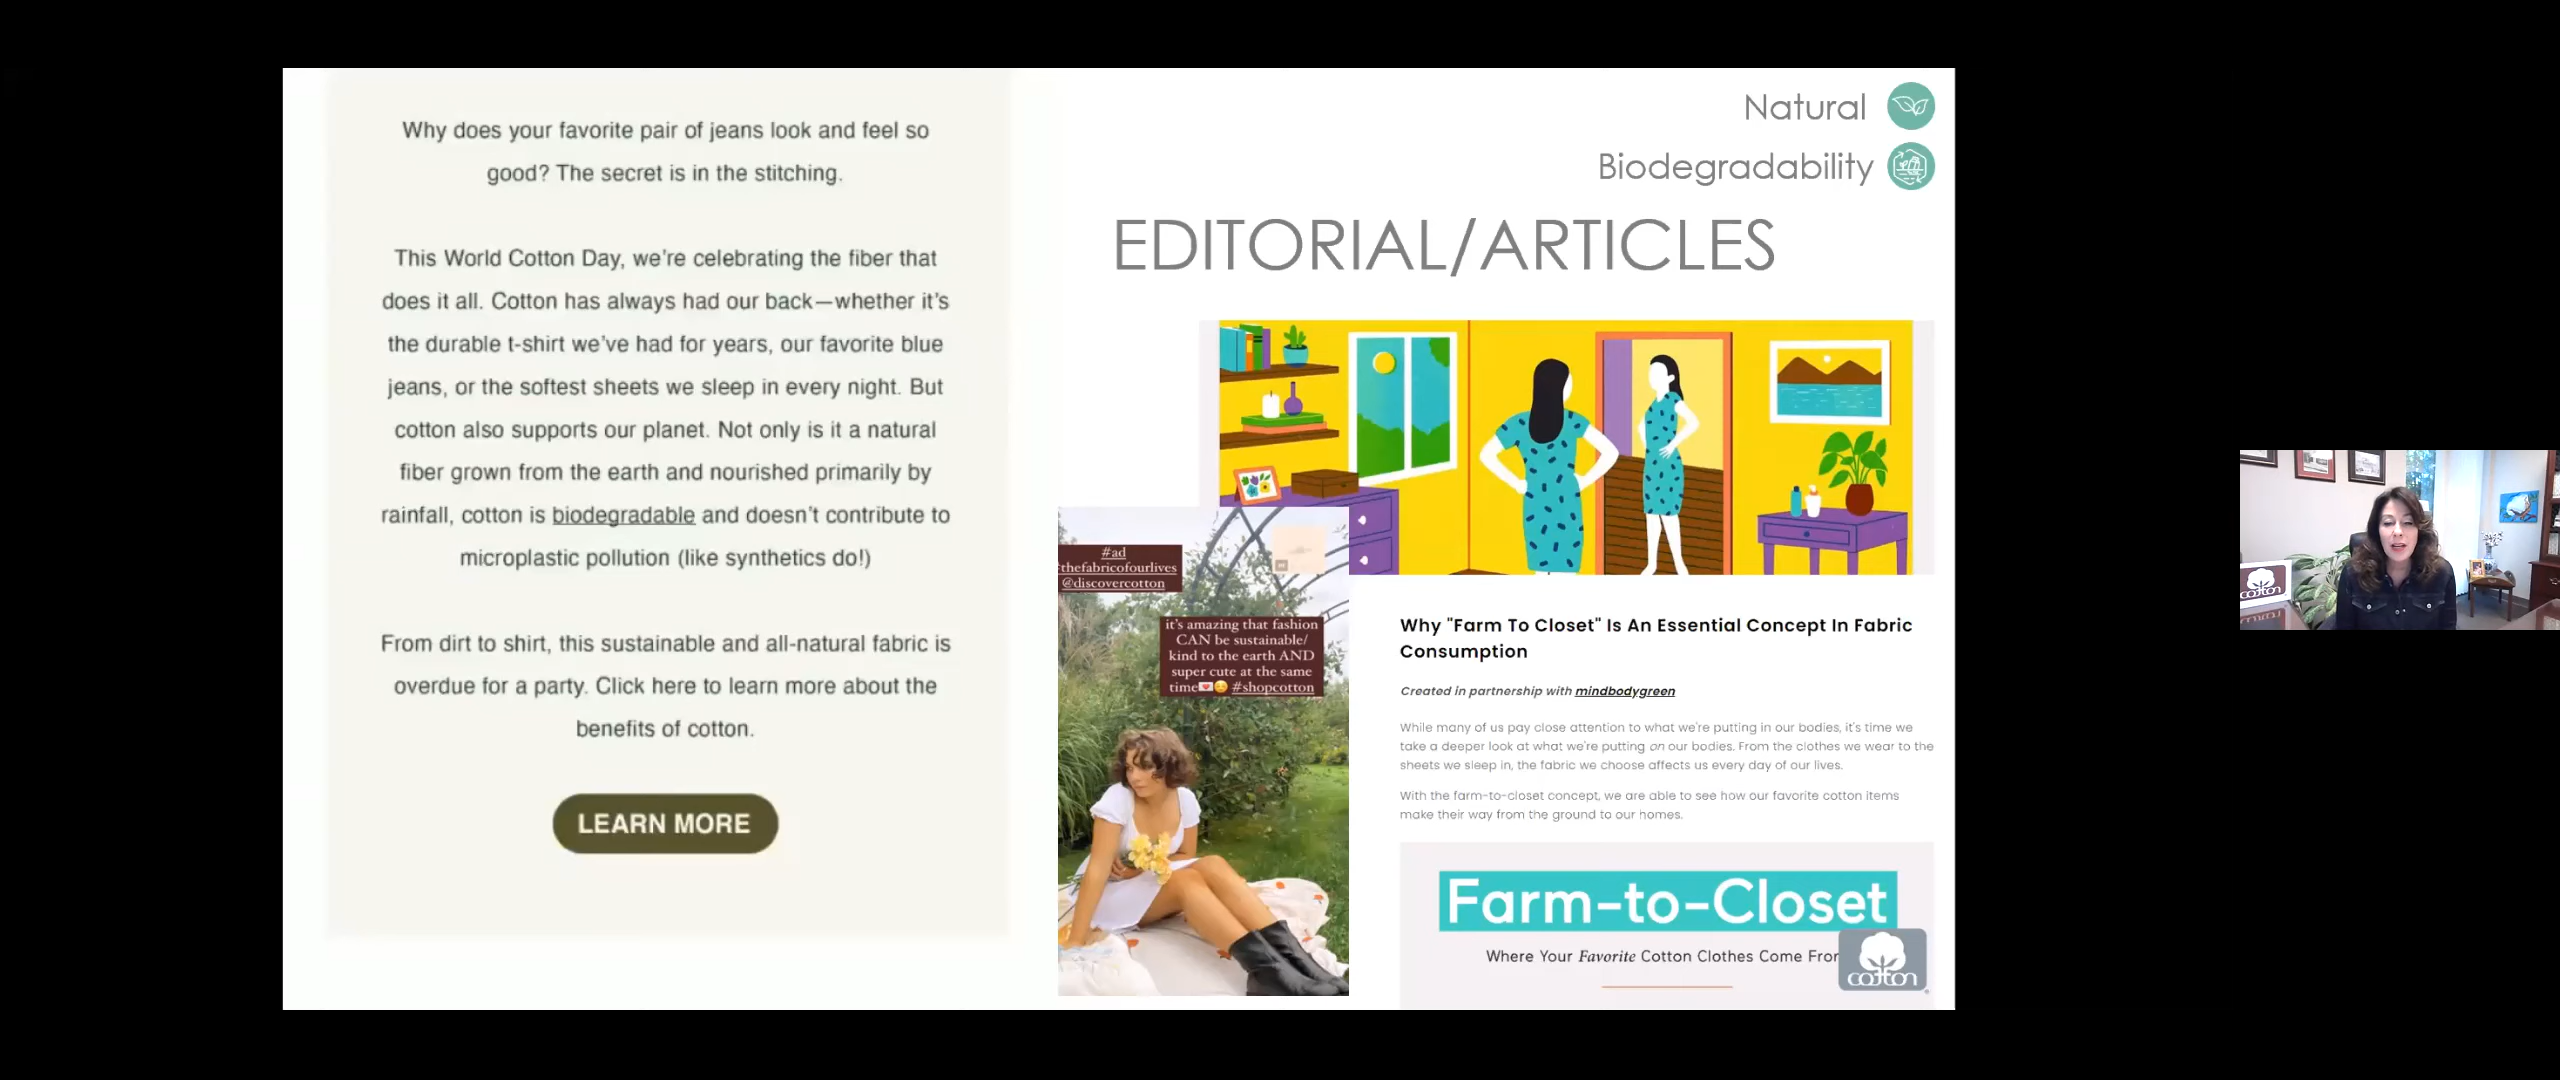 Why does your favorite pair of jeans look and feel so
good? The secret is in the stitching.
This World Cotton Day, we’re celebrating the fiber that
does it all. Cotton has always had our back—whether it’s
the durable t-shirt we’ve had for years, our favorite blue
jeans, or the softest sheets we sleep in every night. But
cotton also supports our planet. Not only is it a natural
fiber grown from the earth and nourished primarily by
rainfall, cotton is biodegradable and doesn’t contribute to
microplastic pollution (like synthetics do!)
From dirt to shirt, this sustainable and all-natural fabric is
overdue for a party. Click here to learn more about the
benefits of cotton.
LEARN MORE
Natural
Biodegradability
EDITORIAL/ARTICLES
#ad
#thefabricofourlives
@discovercotton
it's amazing that fashion
CAN be sustainable/
kind to the earth AND
super cute at the same
time💌☺️ #shopcotton
Why "Farm To Closet" Is An Essential Concept In Fabric
Consumption
Created in partnership with mindbodygreen
While many of us pay close attention to what we're putting in our bodies, it's time we
take a deeper look at what we're putting on our bodies. From the clothes we wear to the
sheets we sleep in, the fabric we choose affects us every day of our lives.
With the farm-to-closet concept, we are able to see how our favorite cotton items
make their way from the ground to our homes.
Farm-to-Closet
Where Your Favorite Cotton Clothes Come From
cotton
cotton